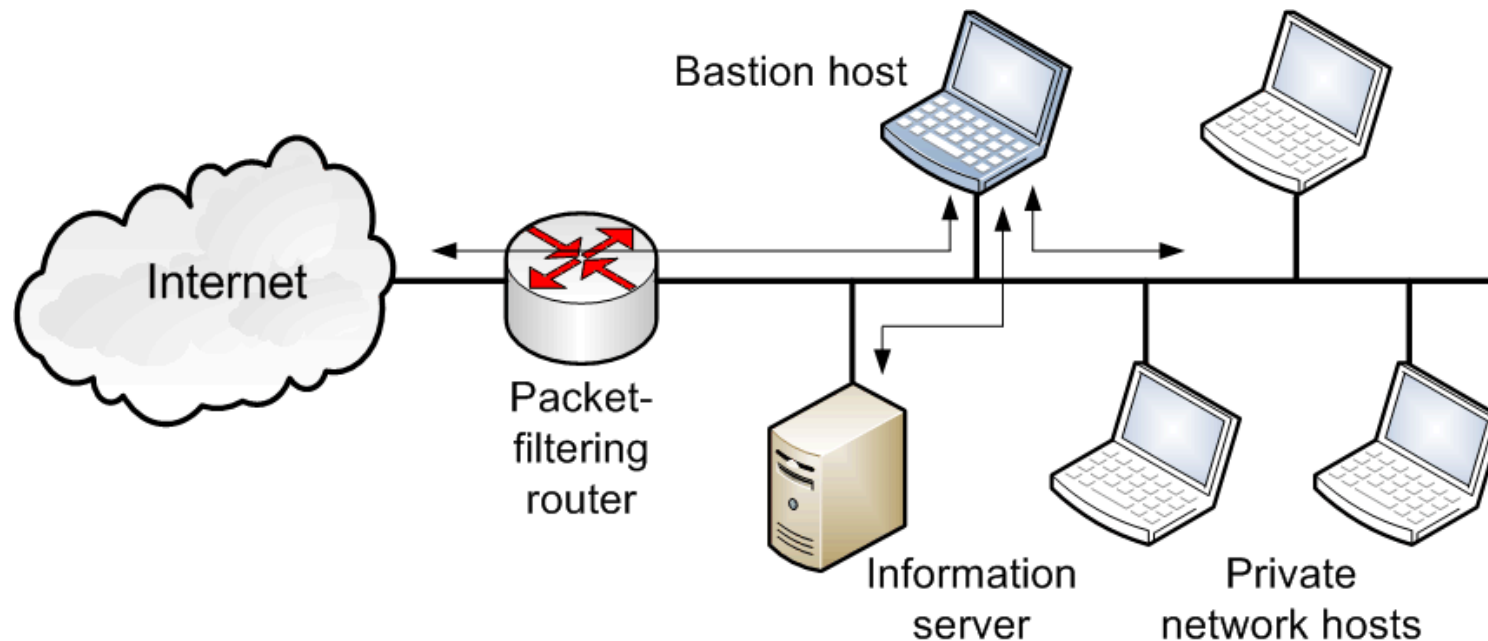 Bastion host
Internet
Packet-
filtering
router
Information
server
Private
network hosts